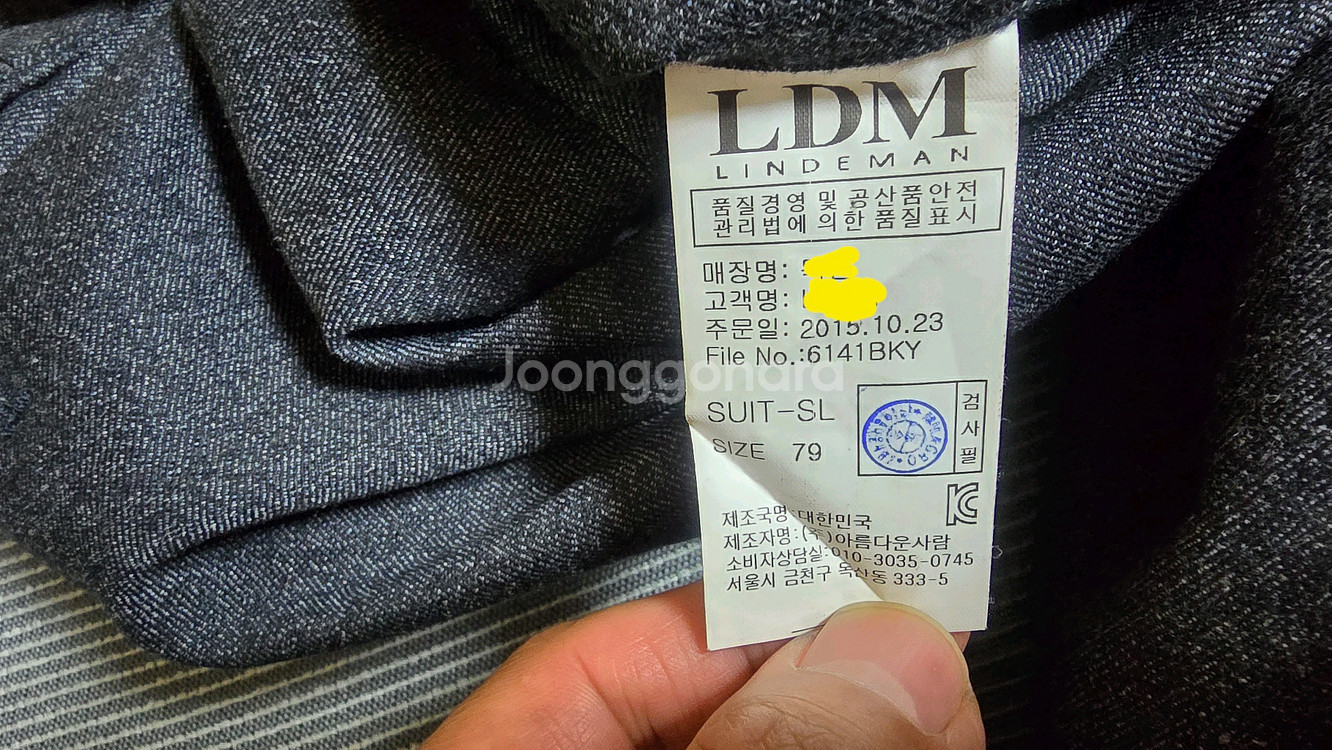 LDM
LINDEMAN
품질경영 및 공산품안전
관리법에 의한 품질표시
매장명:
고객명:
주문일: 2015.10.23
File No.:6141BKY
Joonggonara
SUIT-SL
SIZE 79
검사필
제조국명:대한민국
제조자명:(주)아름다운사람
소비자상담실:010-3035-0745
서울시 금천구 독산동 333-5